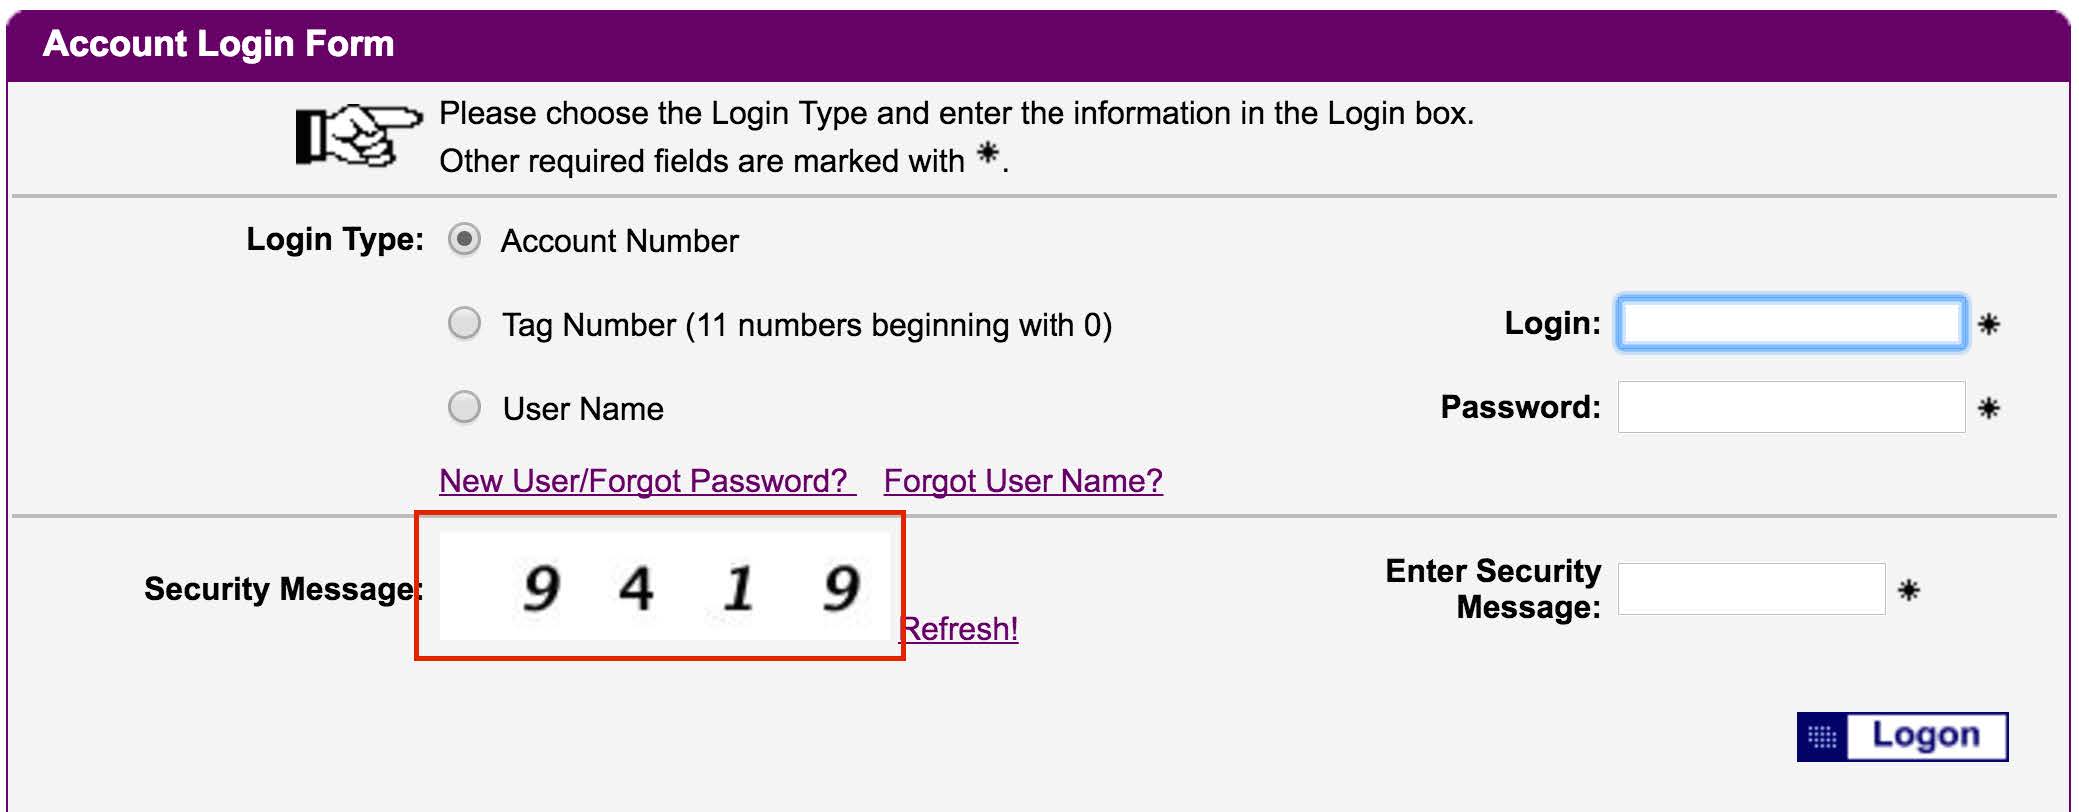 Account Login Form
Please choose the Login Type and enter the information in the Login box.
Other required fields are marked with *.
Login Type: Account Number
Tag Number (11 numbers beginning with 0)
Login: *
User Name
Password: *
New User/Forgot Password? Forgot User Name?
Security Message: 9 4 1 9
Refresh!
Enter Security
Message: *
Logon